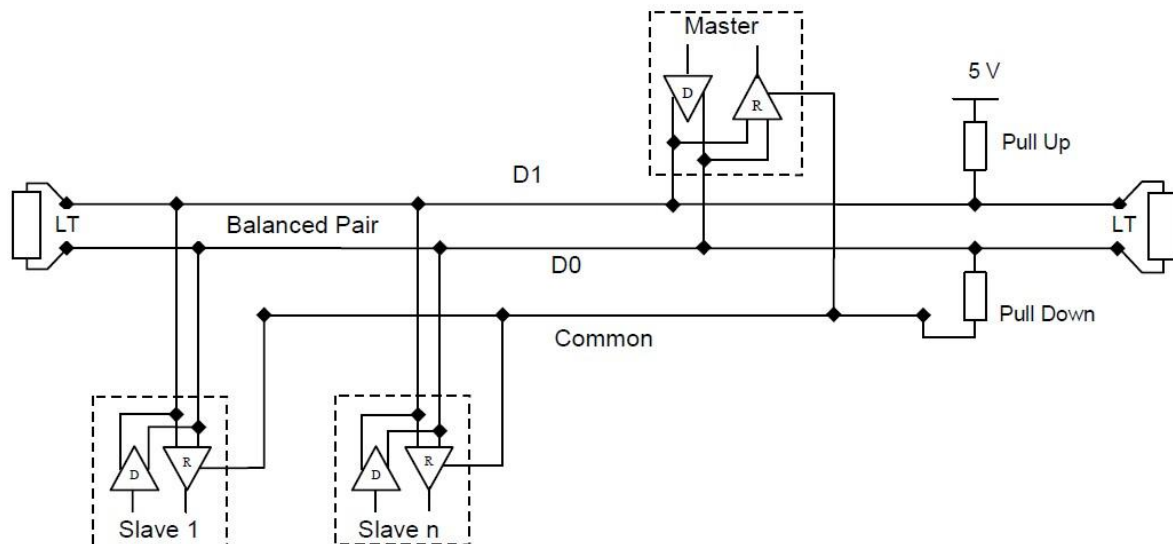 Master
D
R
5 V
Pull Up
D1
LT
Balanced Pair
LT
D0
Pull Down
Common
D
R
D
R
Slave 1
Slave n